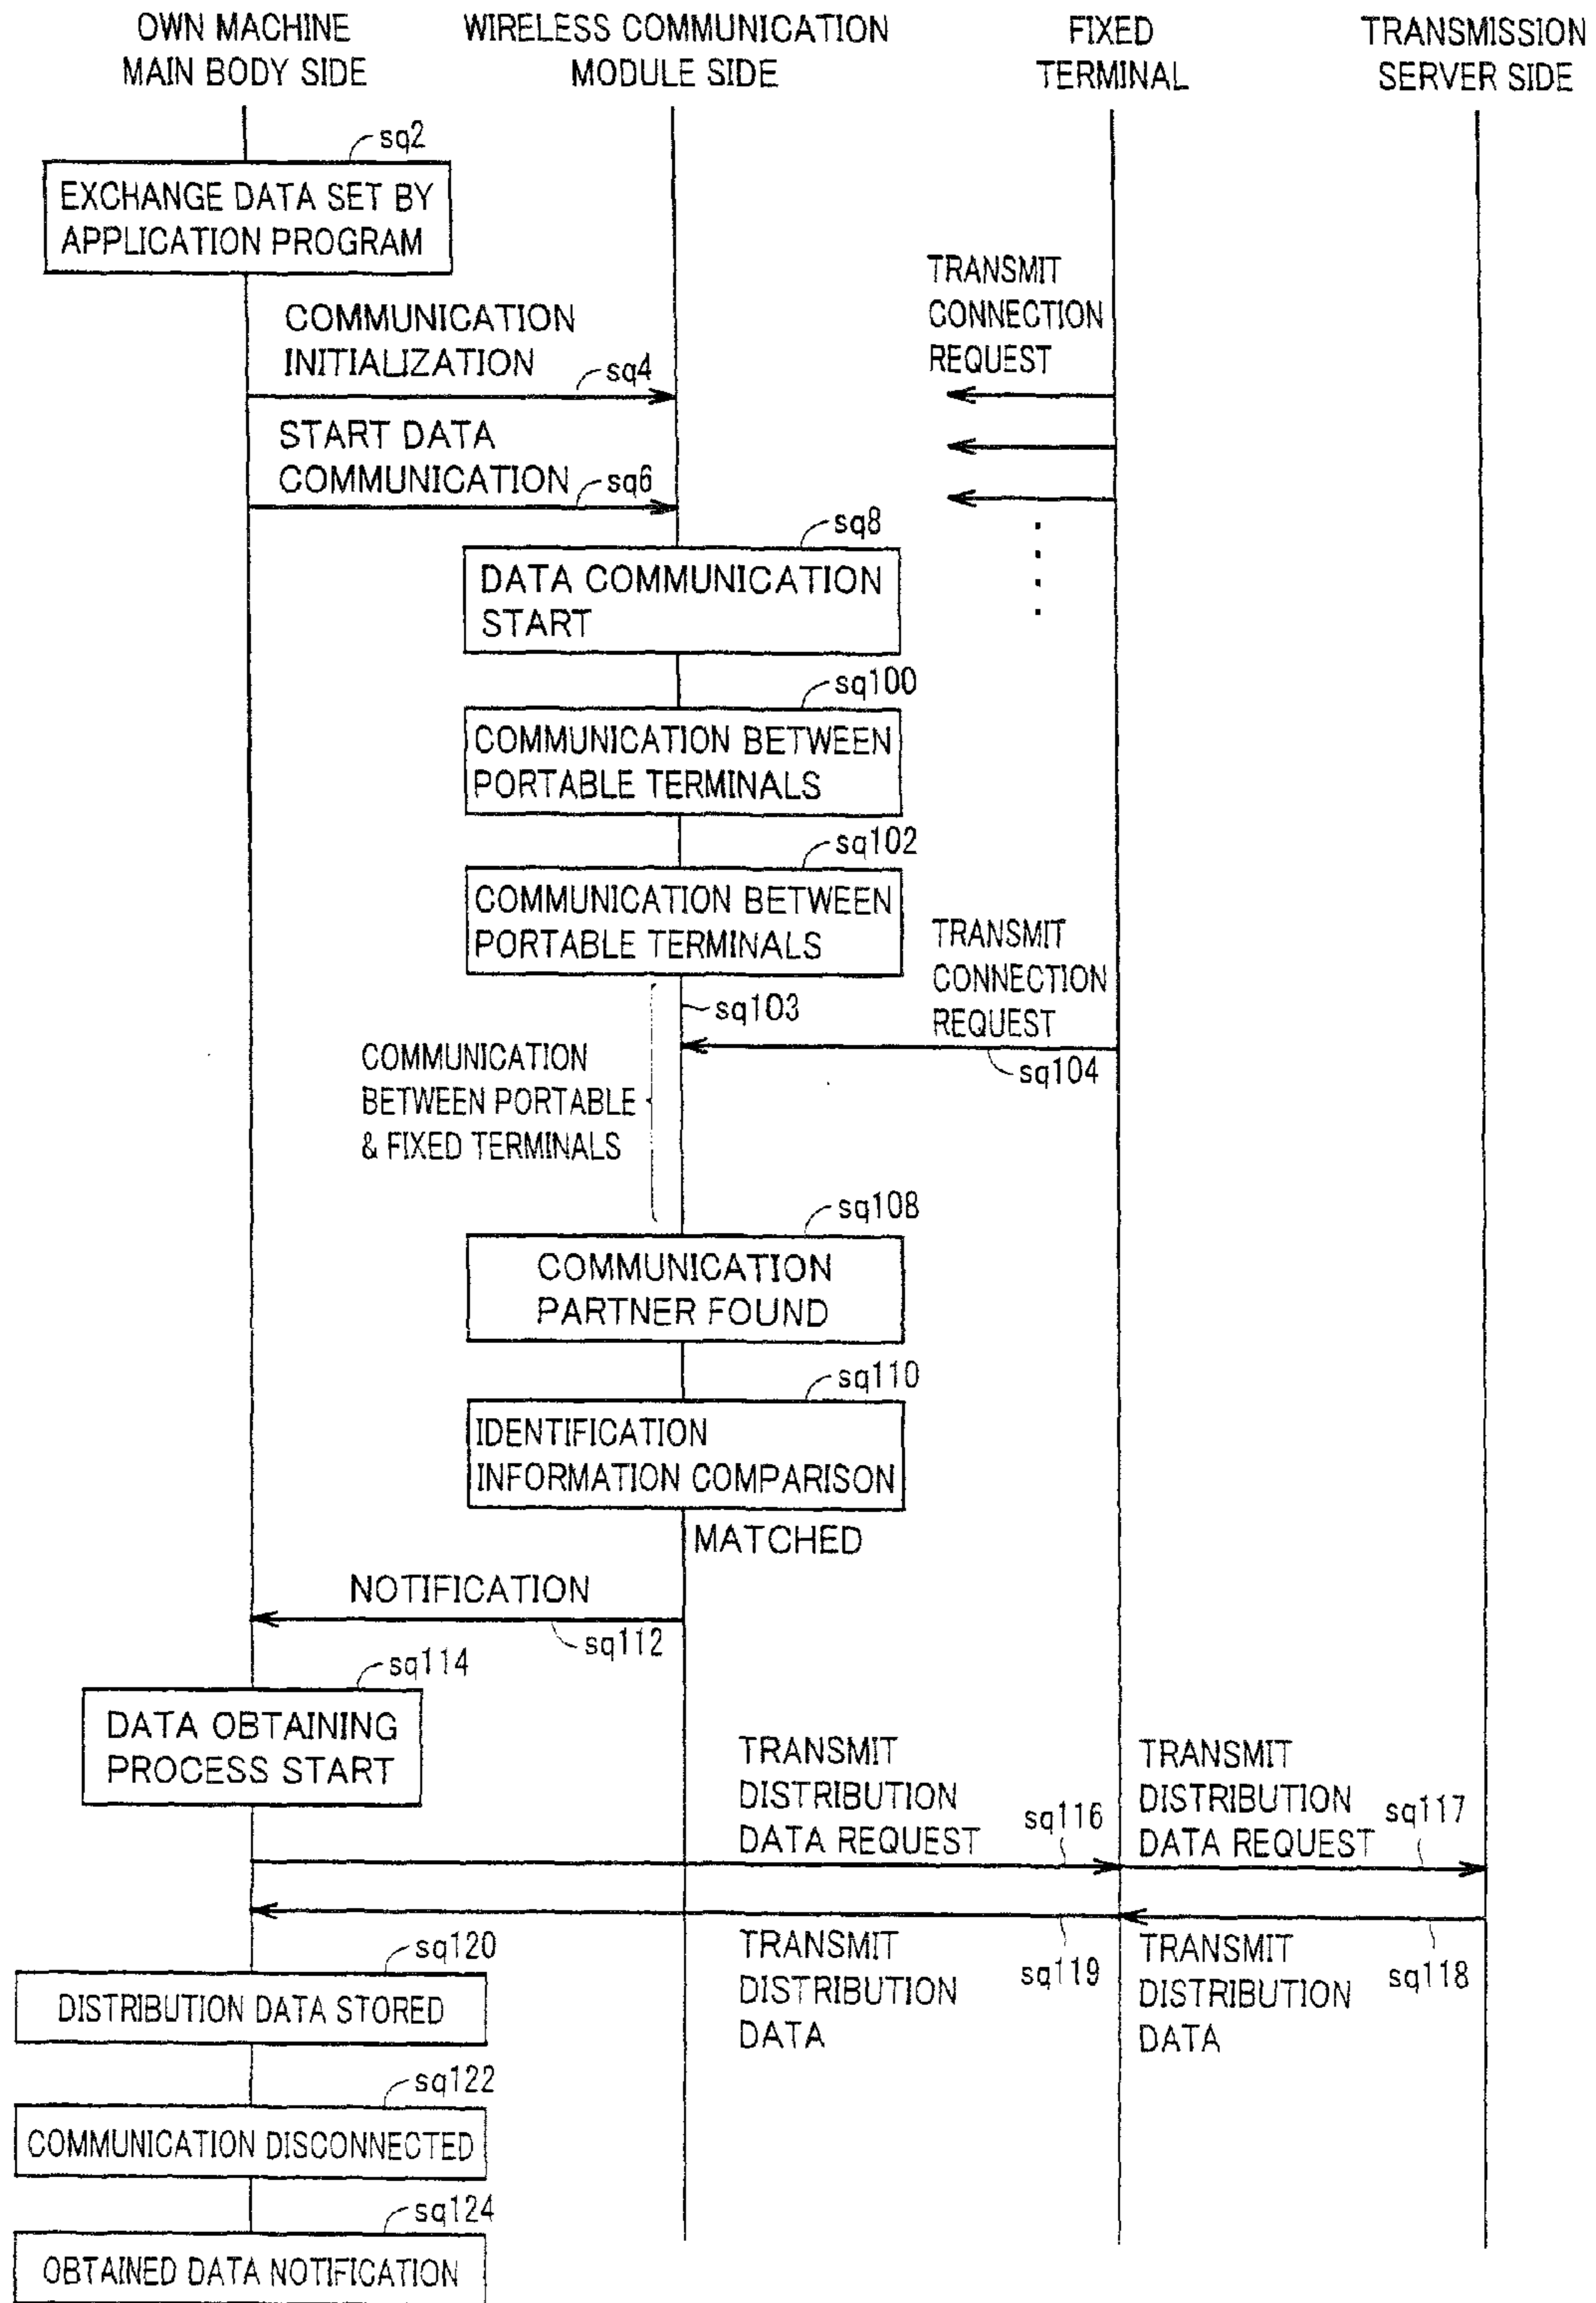 OWN MACHINE
MAIN BODY SIDE
WIRELESS COMMUNICATION
MODULE SIDE
FIXED
TERMINAL
TRANSMISSION
SERVER SIDE
sq2
EXCHANGE DATA SET BY
APPLICATION PROGRAM
TRANSMIT
CONNECTION
REQUEST
COMMUNICATION
INITIALIZATION
sq4
START DATA
COMMUNICATION
sq6
sq8
DATA COMMUNICATION
START
sq100
COMMUNICATION BETWEEN
PORTABLE TERMINALS
sq102
COMMUNICATION BETWEEN
PORTABLE TERMINALS
TRANSMIT
CONNECTION
REQUEST
sq103
sq104
COMMUNICATION
BETWEEN PORTABLE
& FIXED TERMINALS
sq108
COMMUNICATION
PARTNER FOUND
sq110
IDENTIFICATION
INFORMATION COMPARISON
MATCHED
NOTIFICATION
sq112
sq114
DATA OBTAINING
PROCESS START
TRANSMIT
DISTRIBUTION
DATA REQUEST
sq116
TRANSMIT
DISTRIBUTION
DATA REQUEST
sq117
TRANSMIT
DISTRIBUTION
DATA
sq119
TRANSMIT
DISTRIBUTION
DATA
sq118
sq120
DISTRIBUTION DATA STORED
sq122
COMMUNICATION DISCONNECTED
sq124
OBTAINED DATA NOTIFICATION